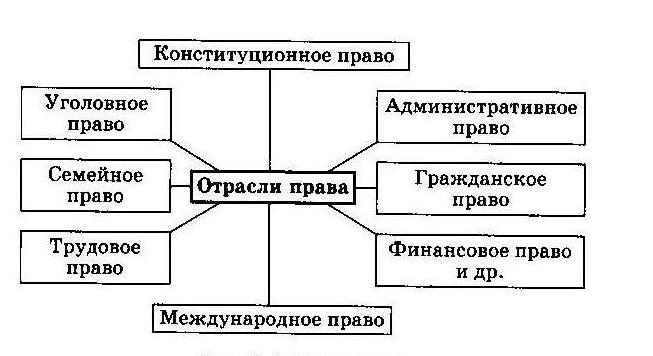 Конституционное право
Уголовное
право
Административное
право
Семейное
право
Отрасли права
Гражданское
право
Трудовое
право
Финансовое право
и др.
Международное право